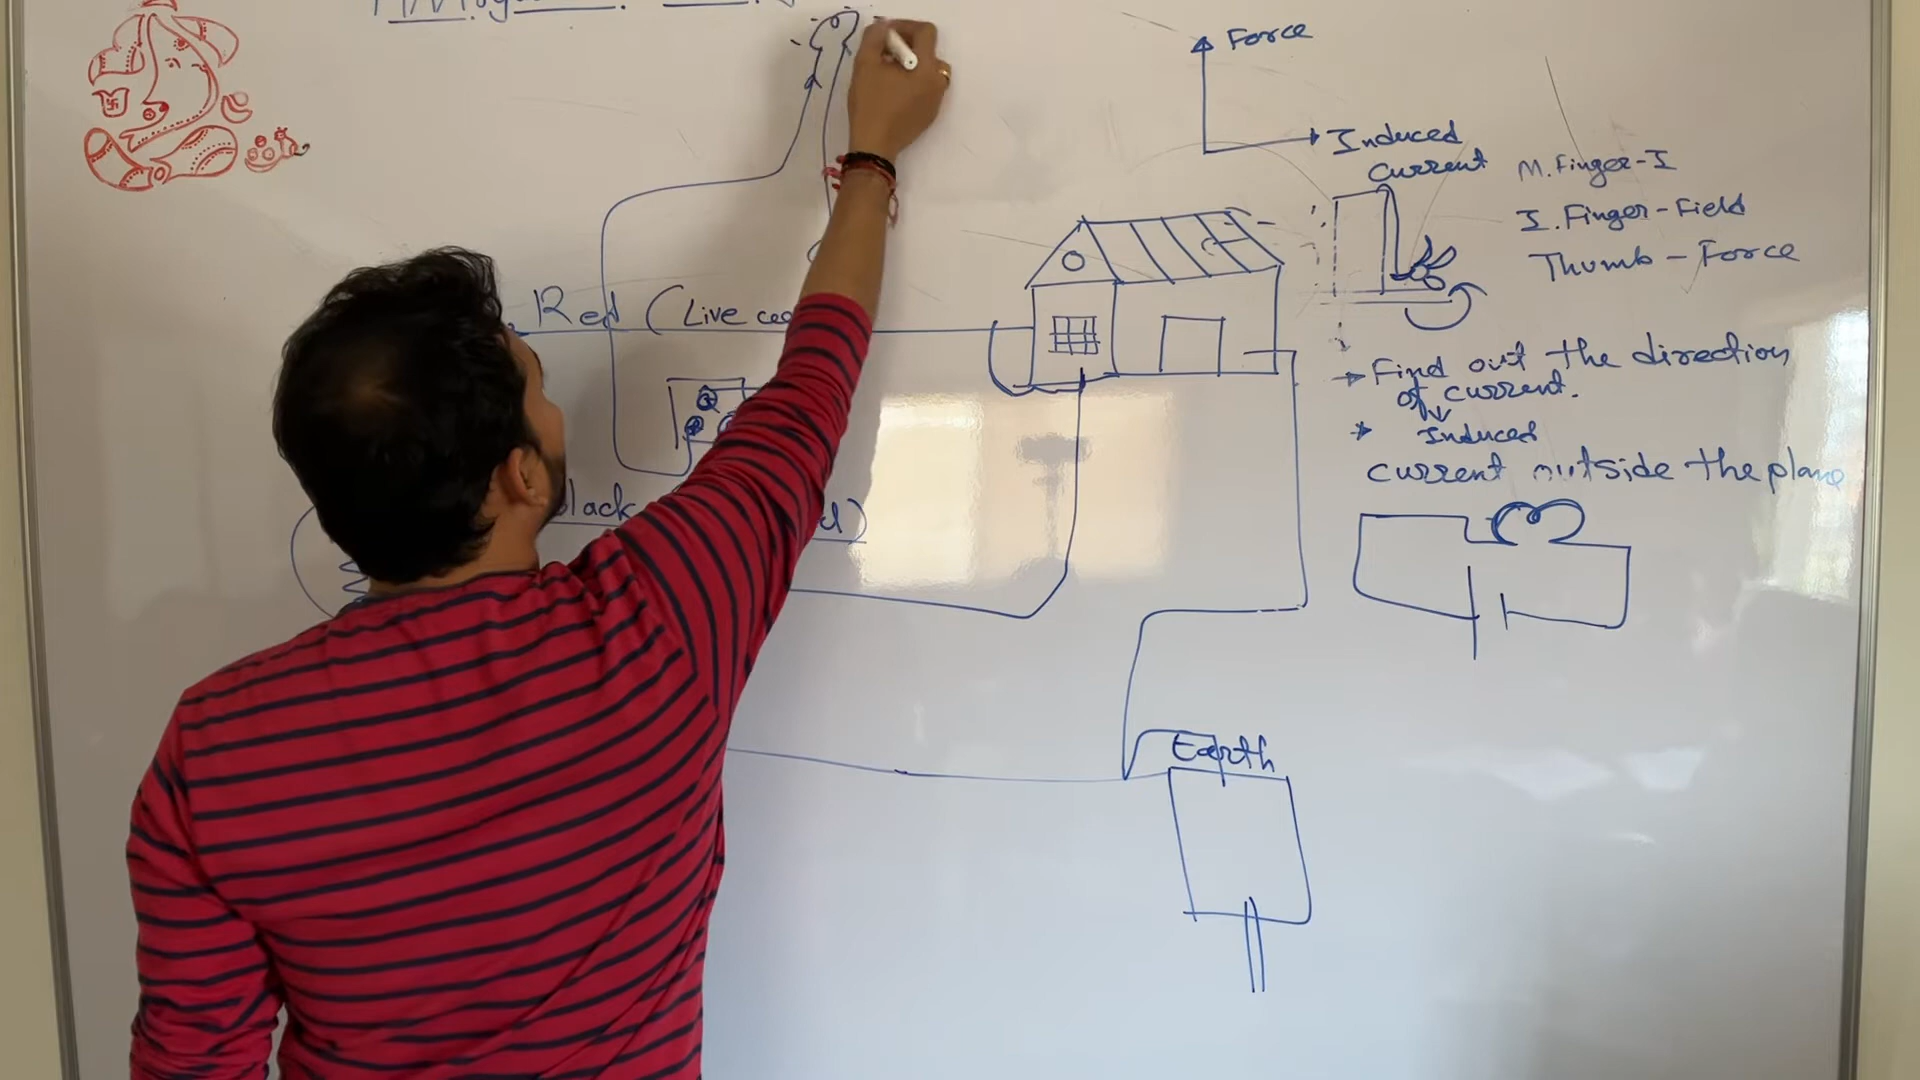 Force
Induced
Current
M. Finger-I
I. Finger-Field
Thumb - Force
Red (Live
→ Find out the direction
of current.
Induced
current outside the plane
lack
Earth